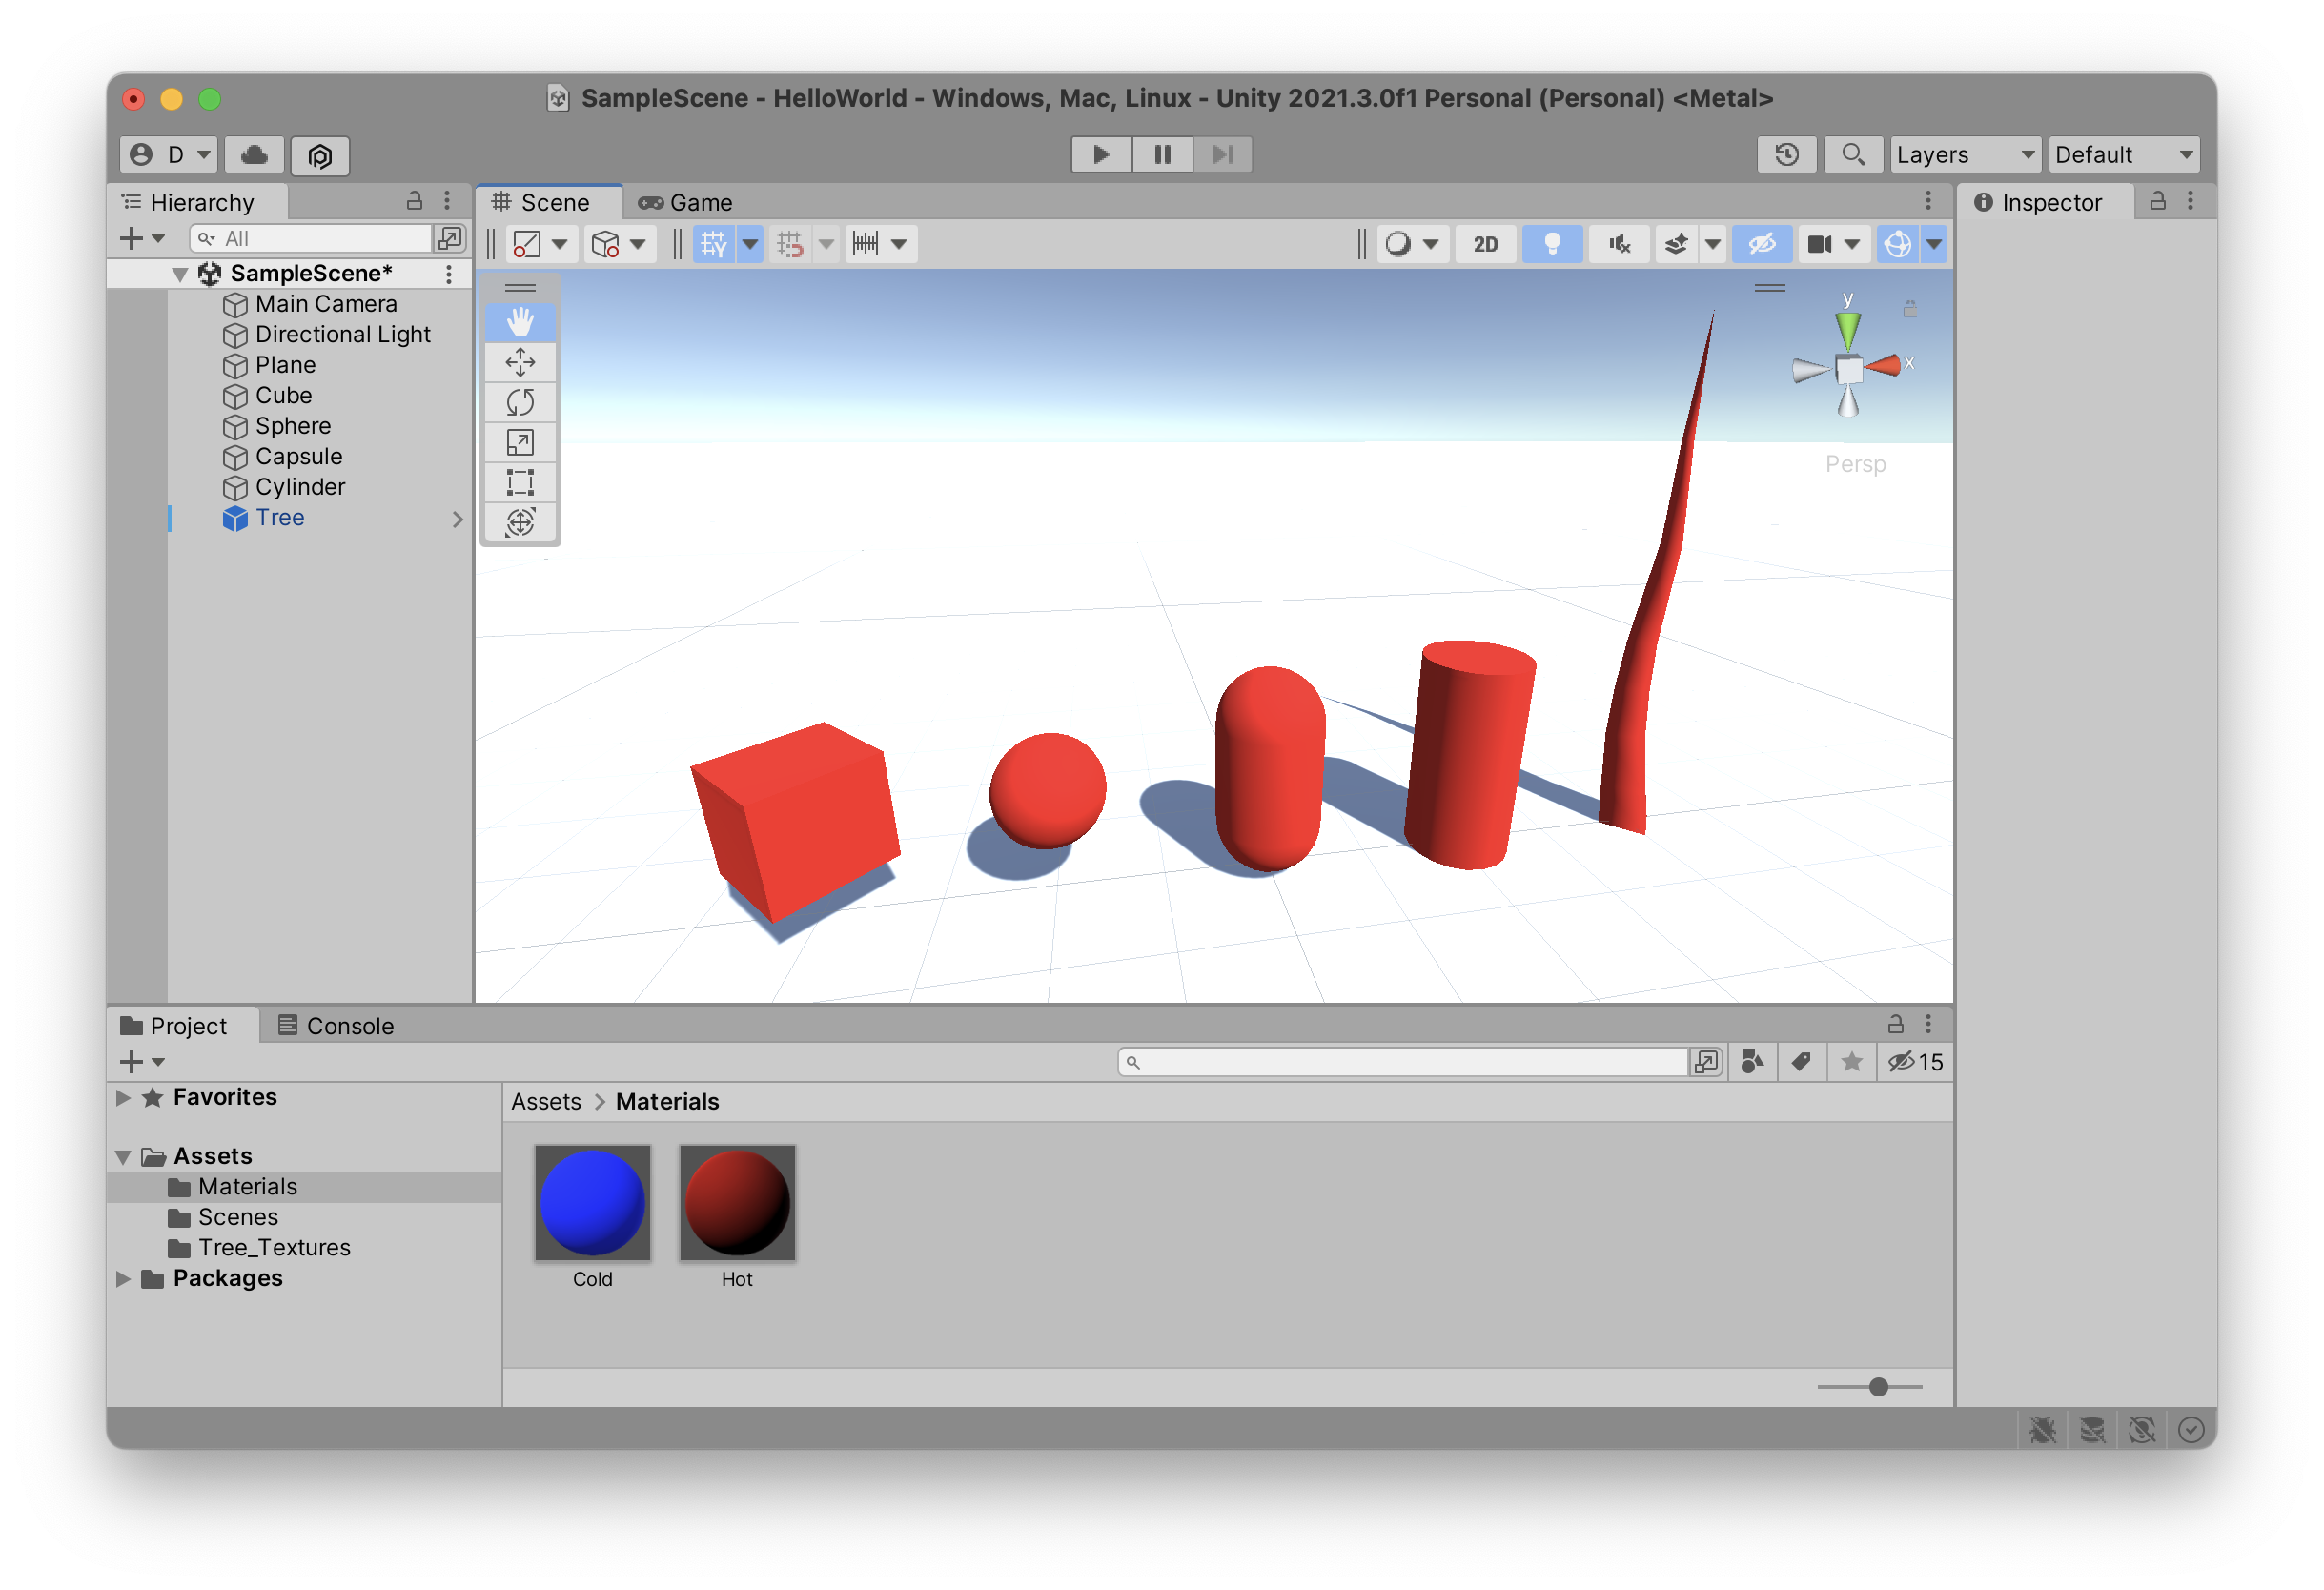 SampleScene - HelloWorld - Windows, Mac, Linux - Unity 2021.3.0f1 Personal (Personal) <Metal>
D
Layers
Default
Hierarchy
All
SampleScene*
Main Camera
Directional Light
Plane
Cube
Sphere
Capsule
Cylinder
Tree
Scene
Game
Y
2D
y
x
Persp
Inspector
Project
Console
15
Favorites
Assets
Materials
Scenes
Tree_Textures
Packages
Assets > Materials
Cold
Hot